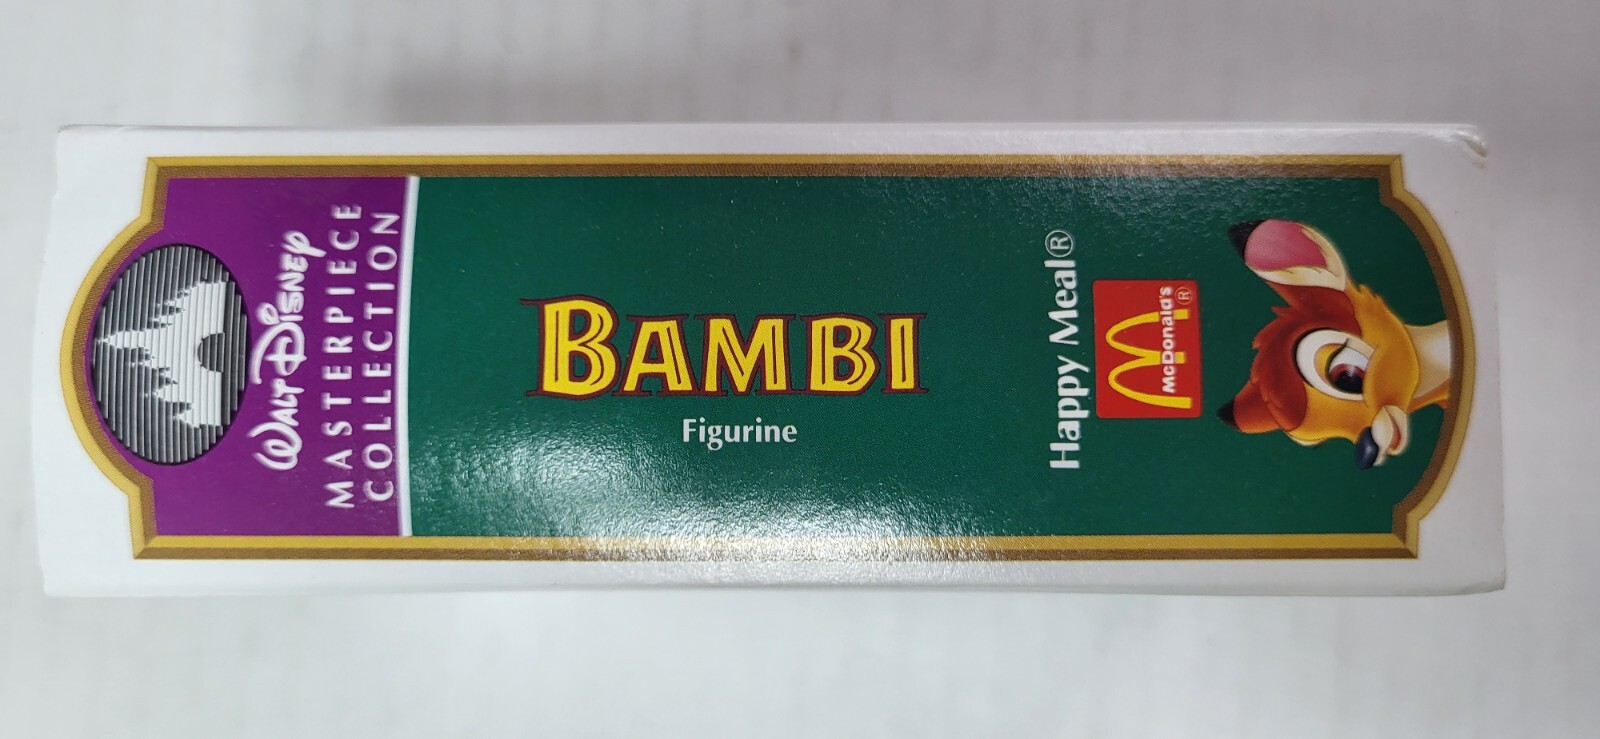 WALT DISNEY
MASTERPIECE
COLLECTION
BAMBI
Figurine
Happy Meal®
McDonald's®